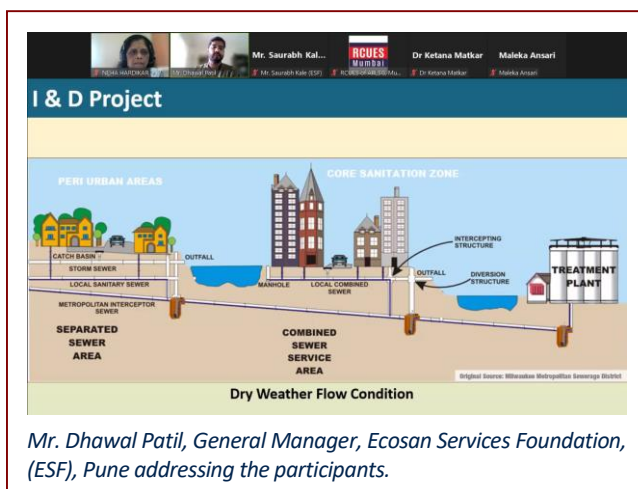 Mr. Saurabh Kal...
RCUES
Mumbai
Dr Ketana Matkar
Maleka Ansari
NEHA HARDIKAR
Mr. Dhawal Patil
Mr. Saurabh Kale (ESF)
Dr Ketana Matkar
Maleka Ansari
I & D Project
PERI URBAN AREAS
CORE SANITATION ZONE
INTERCEPTING
STRUCTURE
CATCH BASIN
OUTFALL
STORM SEWER
LOCAL SANITARY SEWER
METROPOLITAN INTERCEPTOR
SEWER
MANHOLE
LOCAL COMBINED
SEWER
OUTFALL
DIVERSION
STRUCTURE
TREATMENT
PLANT
SEPARATED
SEWER
AREA
COMBINED
SEWER
SERVICE
AREA
Original Source: Milwaukee Metropolitan Sewerage District
Dry Weather Flow Condition
Mr. Dhawal Patil, General Manager, Ecosan Services Foundation,
(ESF), Pune addressing the participants.